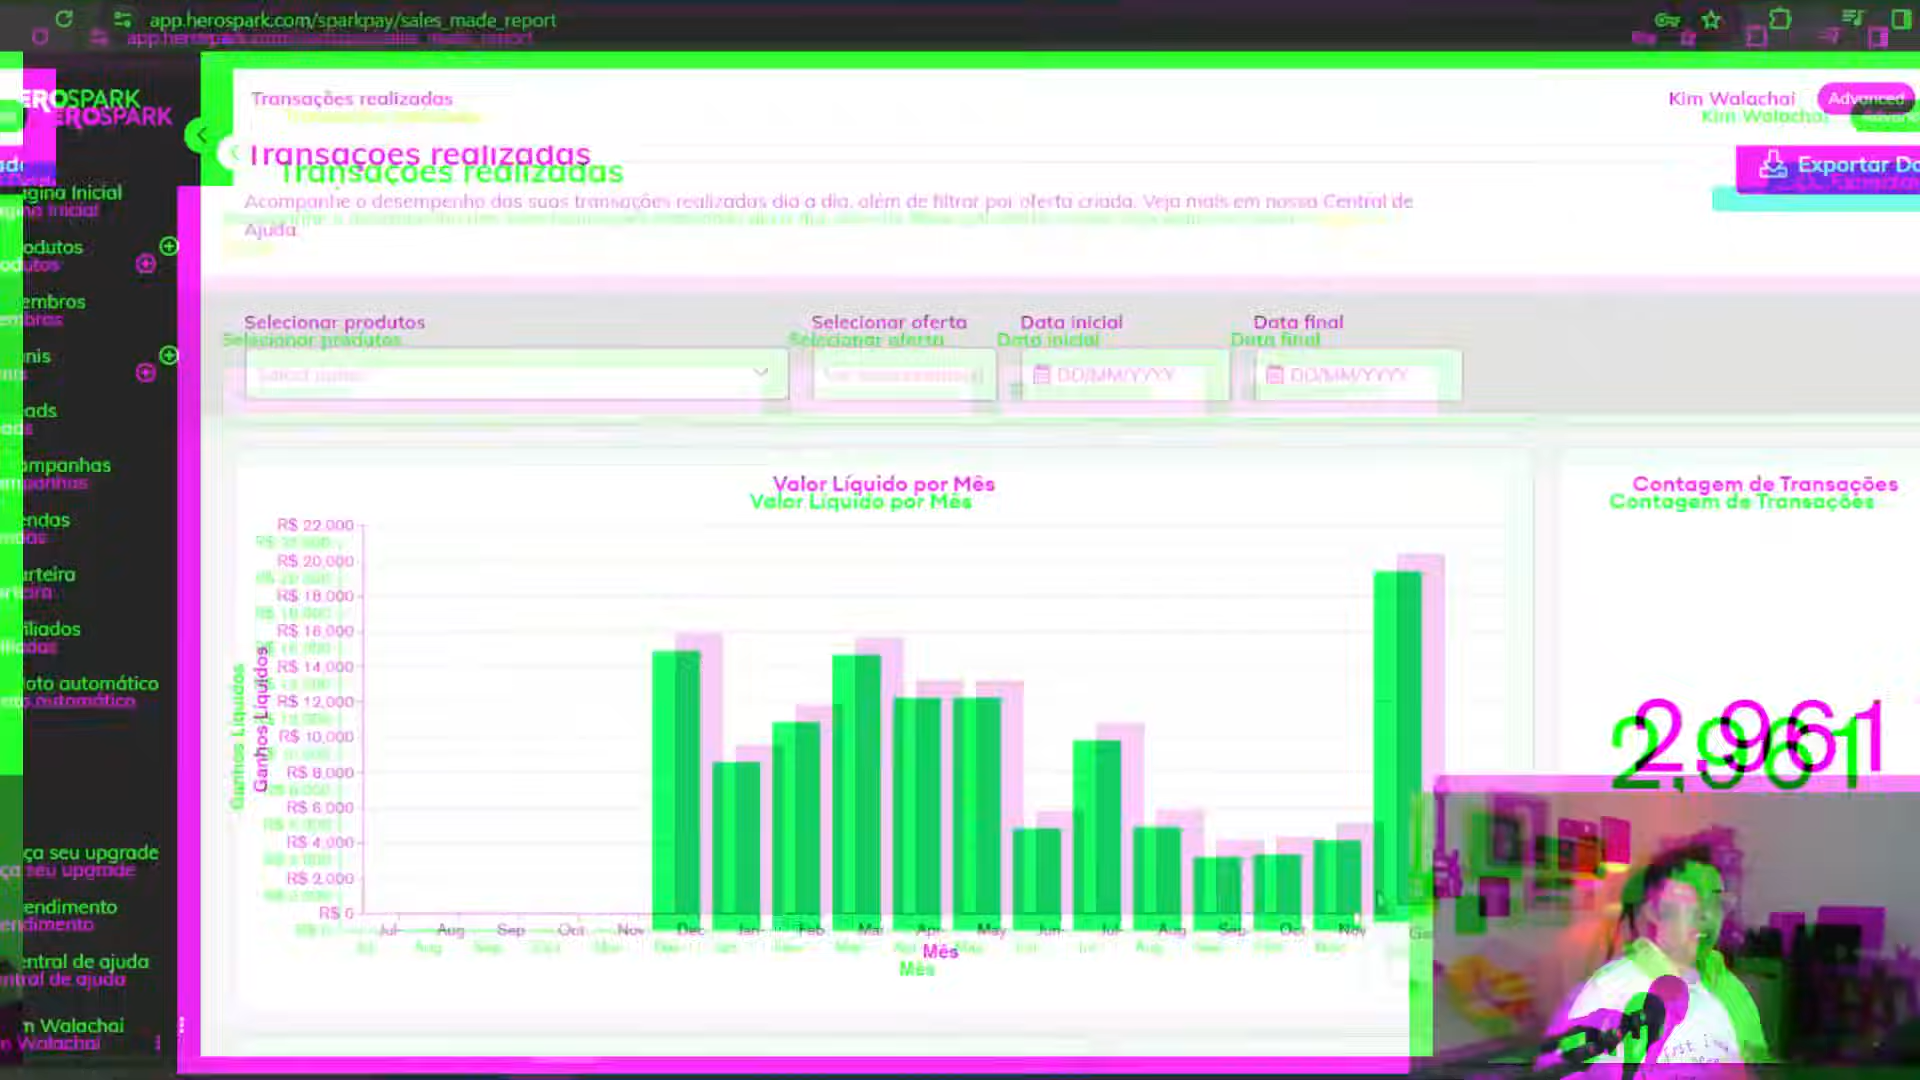 app.herospark.com/sparkpay/sales_made_report
EROSPARK
Transações realizadas
Kim Walachai
Advanced
Transações realizadas
Exportar Da
Acompanhe o desempenho das suas transações realizadas dia a dia, além de filtrar por oferta criada. Veja mais em nossa Central de
Ajuda.
ágina Inicial
odutos
embros
nis
ads
ampanhas
endas
arteira
iliados
loto automático
ça seu upgrade
endimento
entral de ajuda
m Walachai
Selecionar produtos
Selecionar oferta
Data inicial
Data final
DD/MM/YYYY
DD/MM/YYYY
Valor Líquido por Mês
Contagem de Transações
2,961
Ganhos Líquidos
R$ 22,000
R$ 20,000
R$ 18,000
R$ 16,000
R$ 14,000
R$ 12,000
R$ 10,000
R$ 8,000
R$ 6,000
R$ 4,000
R$ 2,000
R$ 0
Jul- Aug Sep Oct Nov Dec Jan- Feb Mar Apr- May Jun- Jul- Aug Sep Oct Nov
Mês